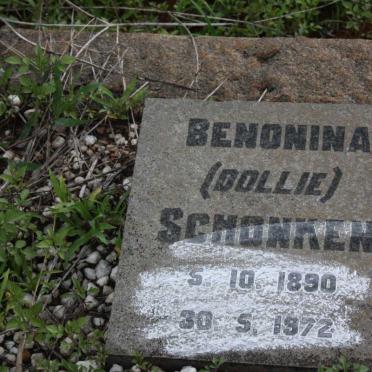 BENONINA
(DOLLIE)
SCHONKEN
5. 10. 1890
30. 5. 1972